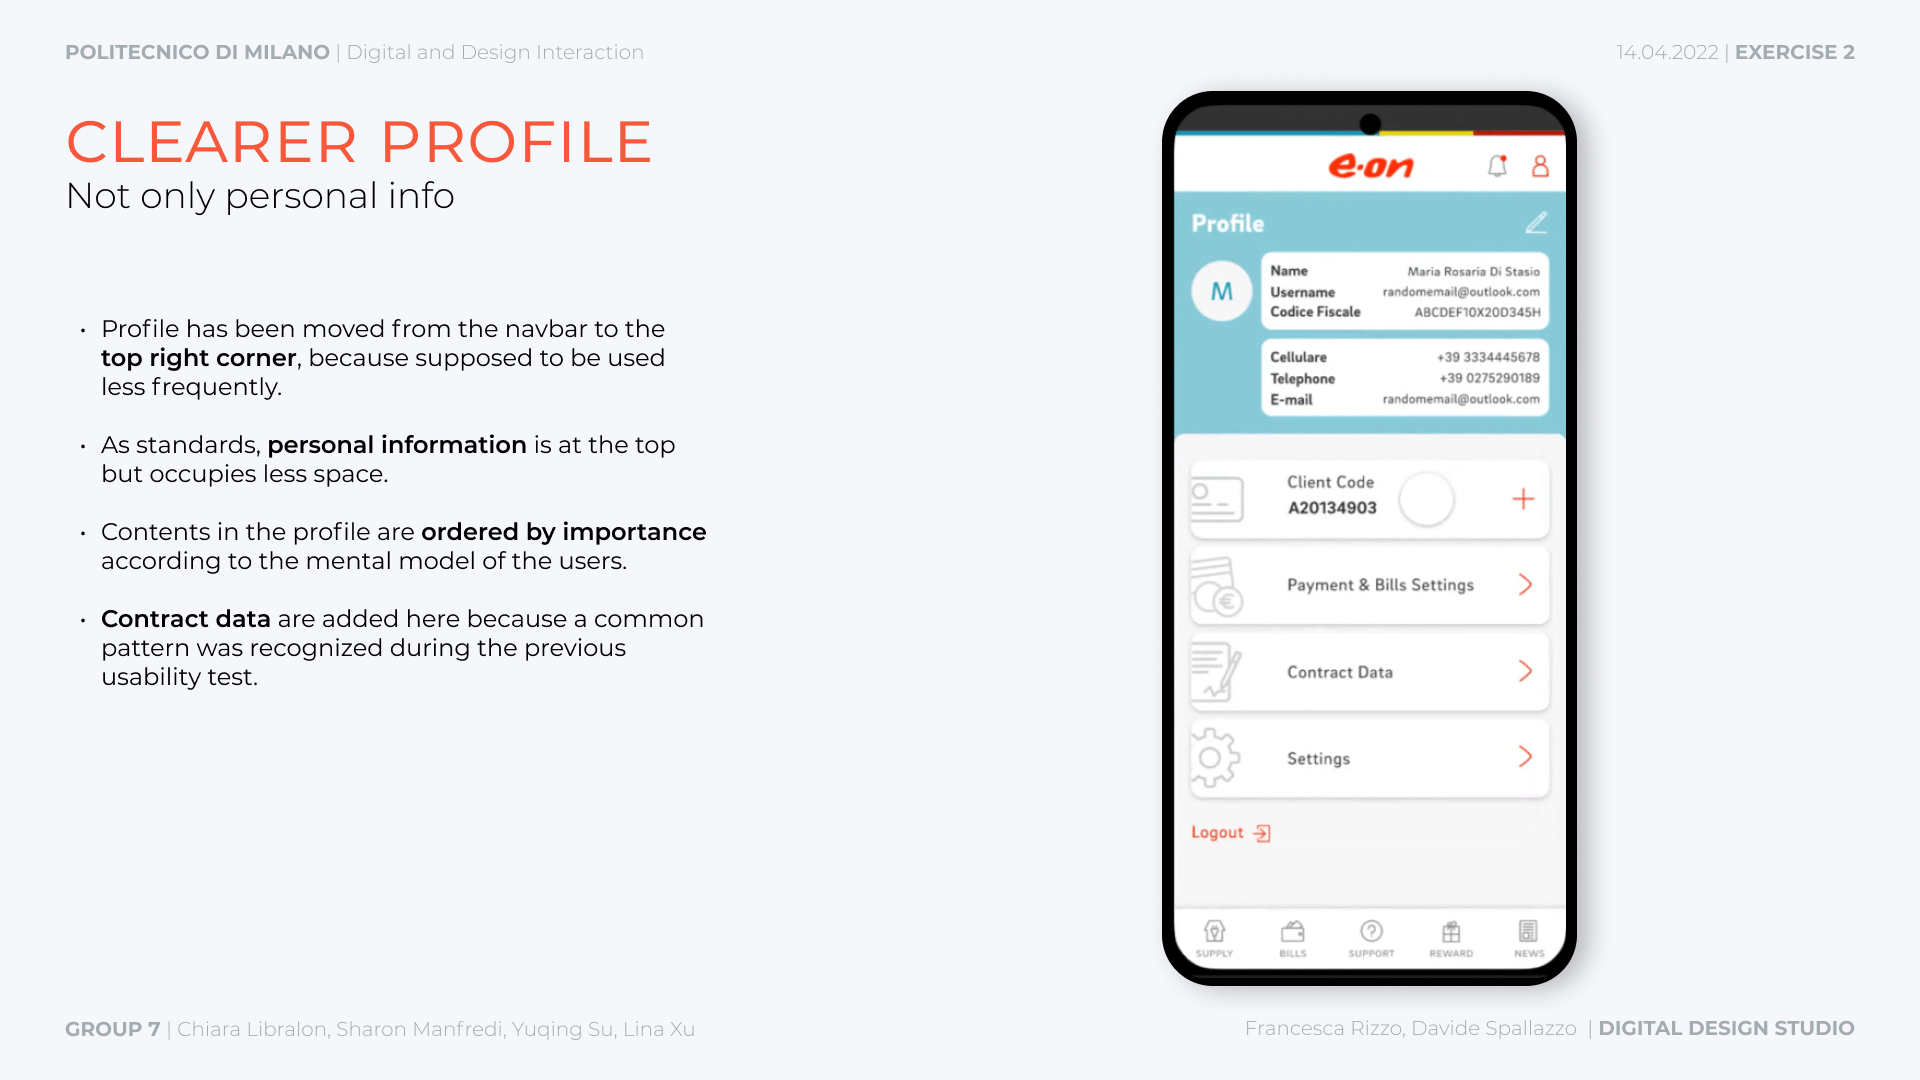 POLITECNICO DI MILANO | Digital and Design Interaction
14.04.2022 | EXERCISE 2
CLEARER PROFILE
Not only personal info
• Profile has been moved from the navbar to the
top right corner, because supposed to be used
less frequently.
• As standards, personal information is at the top
but occupies less space.
• Contents in the profile are ordered by importance
according to the mental model of the users.
• Contract data are added here because a common
pattern was recognized during the previous
usability test.
e·on
Profile
M
Name Maria Rosaria Di Stasio
Username randomemail@outlook.com
Codice Fiscale ABCDEF10X20D345H
Cellulare +39 3334445678
Telephone +39 0275290189
E-mail randomemail@outlook.com
Client Code
A20134903
Payment & Bills Settings
Contract Data
Settings
Logout
SUPPLY BILLS SUPPORT REWARD NEWS
GROUP 7 | Chiara Libralon, Sharon Manfredi, Yuqing Su, Lina Xu
Francesca Rizzo, Davide Spallazzo | DIGITAL DESIGN STUDIO